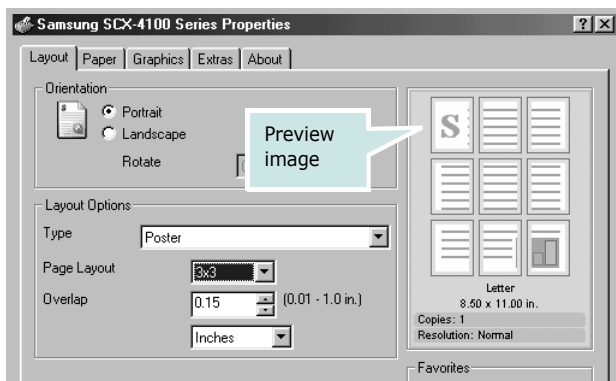 Samsung SCX-4100 Series Properties
Layout Paper Graphics Extras About
Orientation
Portrait
Landscape
Rotate
Preview
image
S
Layout Options
Type Poster
Page Layout 3x3
Overlap 0.15 (0.01 - 1.0 in.)
Inches
Letter
8.50 x 11.00 in.
Copies: 1
Resolution: Normal
Favorites